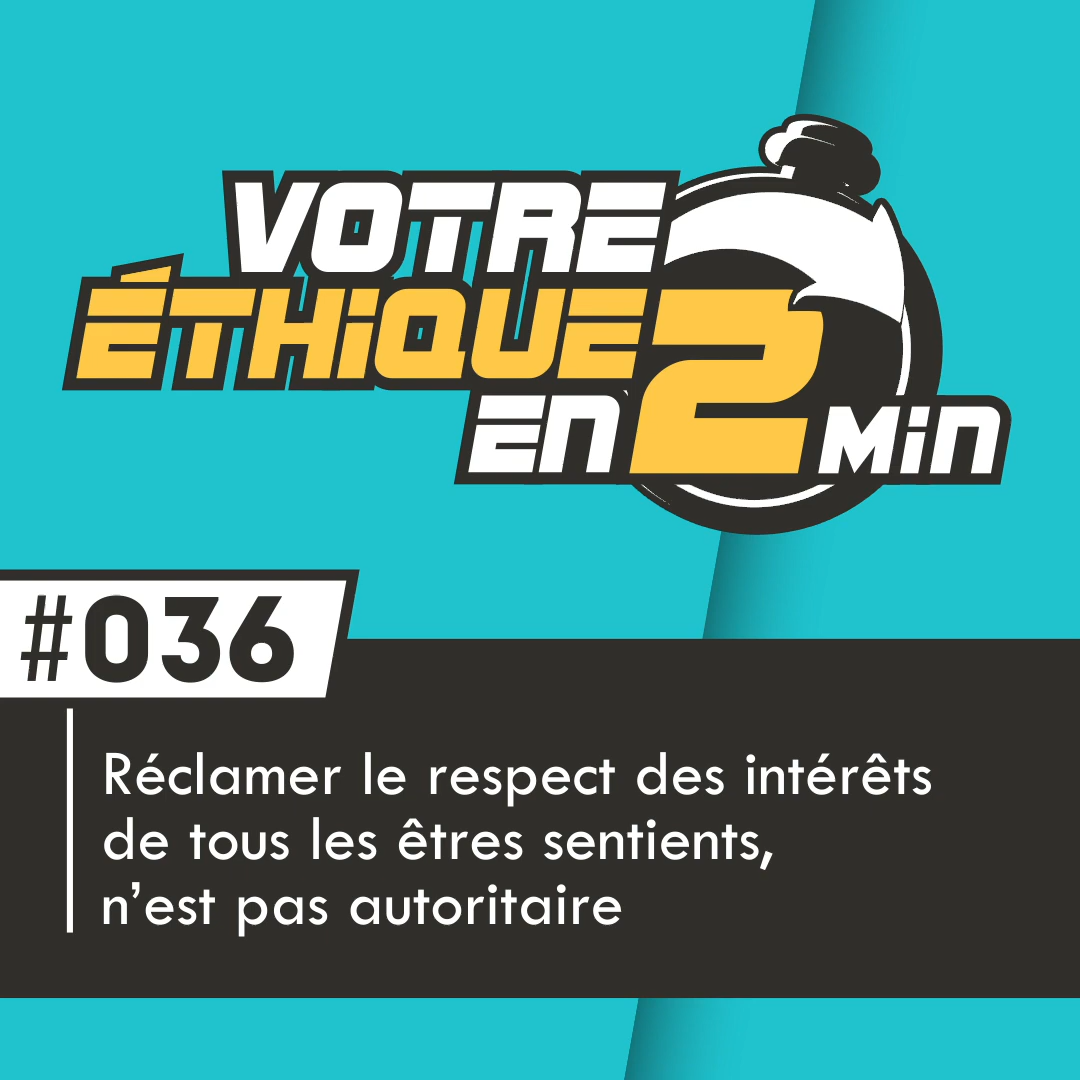 VOTRE
ÉTHIQUE
EN 2 MIN
#036
Réclamer le respect des intérêts
de tous les êtres sentients,
n’est pas autoritaire